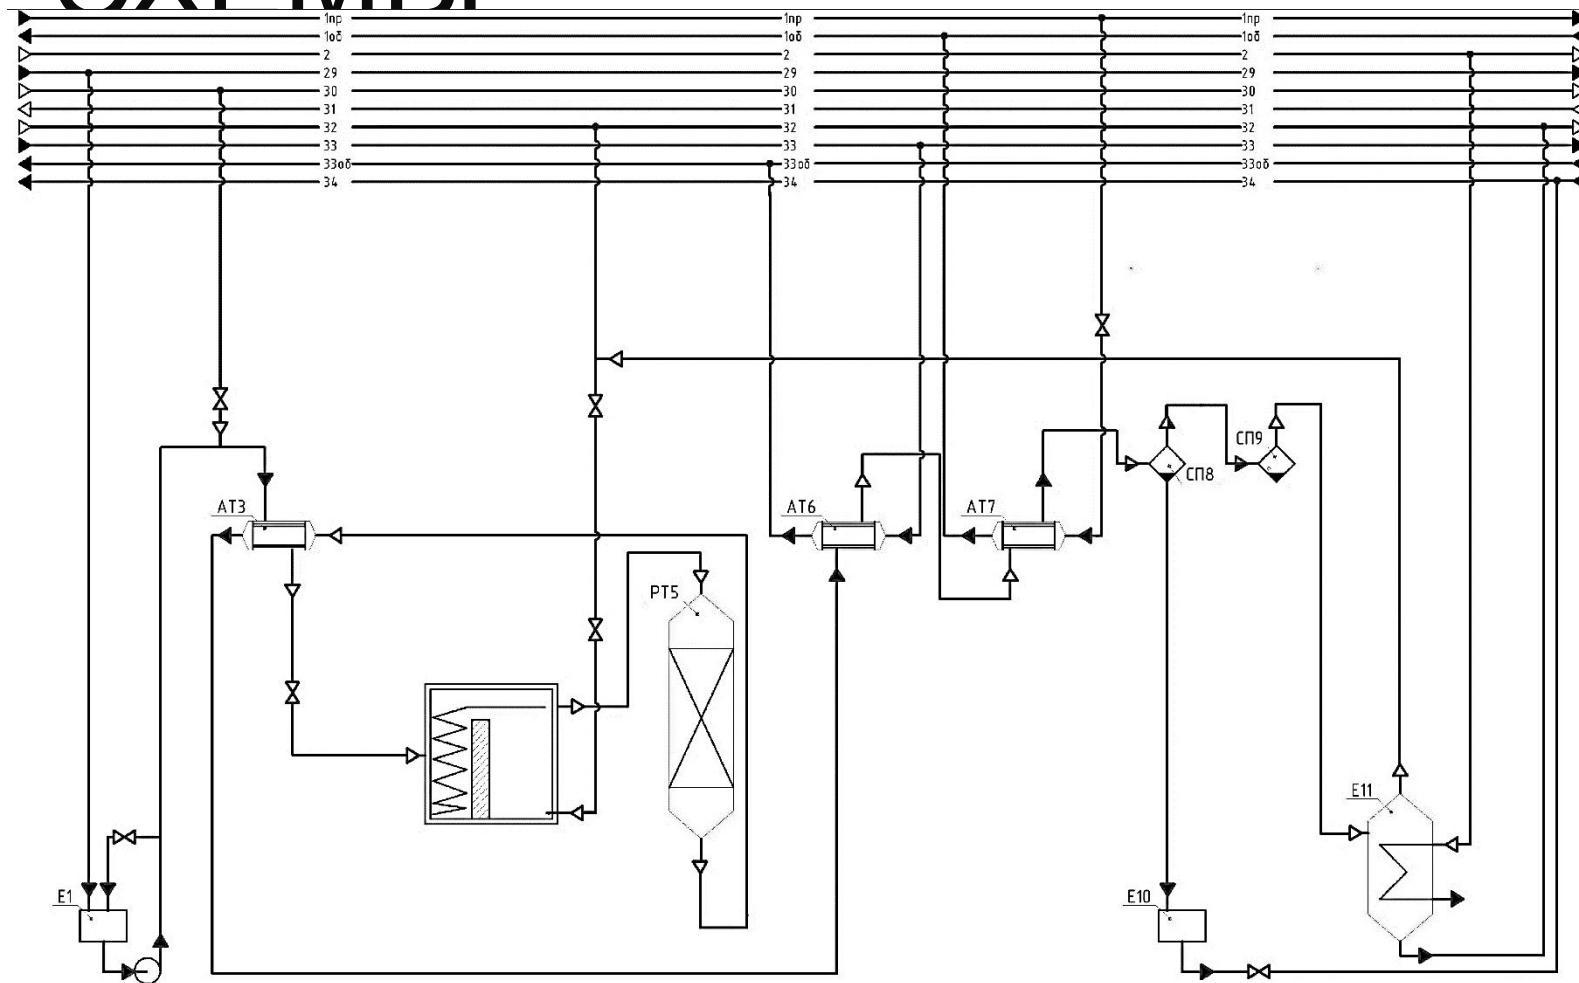 СХЕМЫ
1пр 1пр 1пр
1об 1об 1об
2 2 2
29 29 29
30 30 30
31 31 31
32 32 32
33 33 33
33об 33об 33об
34 34 34
СП9
СП8
АТ3 АТ6 АТ7
РТ5
Е11
Е1 Е10